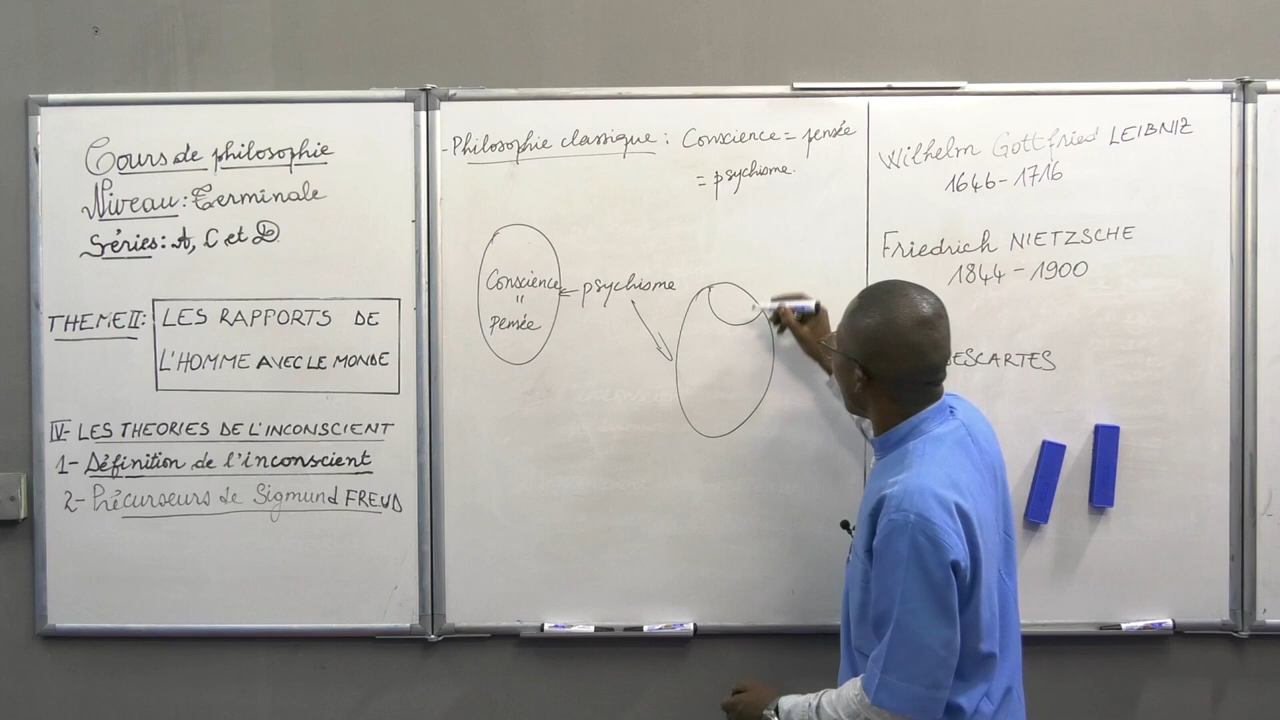 Cours de philosophie
Niveau : Terminale
Séries : A, C et D
THEME II :
LES RAPPORTS DE
L'HOMME AVEC LE MONDE
IV- LES THEORIES DE L'INCONSCIENT
1- Définition de l'inconscient
2- Précurseurs de Sigmund FREUD
- Philosophie classique : Conscience = pensée
= psychisme.
Conscience ← psychisme
"
Pensée
Wilhelm Gottfried LEIBNIZ
1646-1716
Friedrich NIETZSCHE
1844-1900
DESCARTES